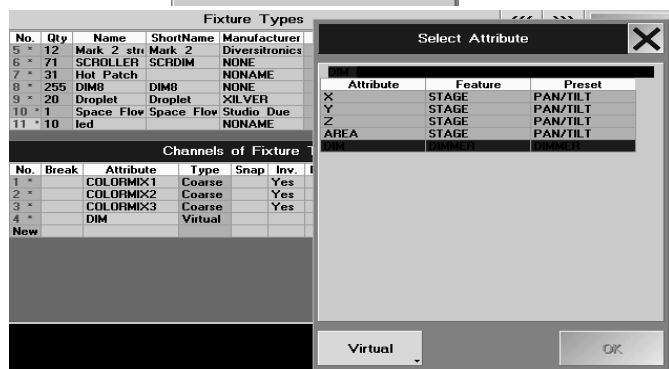 Fixture Types
No. Qty Name ShortName Manufacturer
5 * 12 Mark 2 stro Mark 2 Diversitronics
6 * 71 SCROLLER SCRDIM NONE
7 * 31 Hot Patch NONAME
8 * 255 DIM8 DIM8 NONE
9 * 20 Droplet Droplet XILVER
10 * 1 Space Flow Space Flow Studio Due
11 * 10 led NONAME
Channels of Fixture
No. Break Attribute Type Snap Inv.
1 * COLORMIX1 Coarse Yes
2 * COLORMIX2 Coarse Yes
3 * COLORMIX3 Coarse Yes
4 * DIM Virtual
New
Select Attribute
DIM
Attribute Feature Preset
X STAGE PAN/TILT
Y STAGE PAN/TILT
Z STAGE PAN/TILT
AREA STAGE PAN/TILT
DIM DIMMER DIMMER
Virtual
OK